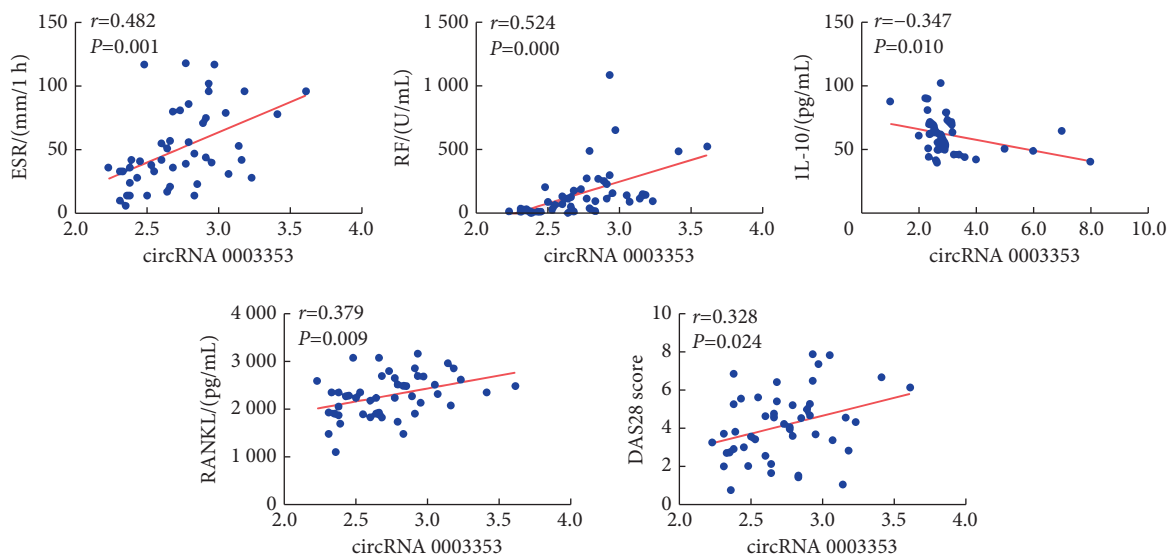 r=0.482
P=0.001
ESR/(mm/1 h)
150
100
50
0
2.0 2.5 3.0 3.5 4.0
circRNA 0003353
r=0.524
P=0.000
RF/(U/mL)
1 500
1 000
500
0
2.0 2.5 3.0 3.5 4.0
circRNA 0003353
r=−0.347
P=0.010
1L-10/(pg/mL)
150
100
50
0
0 2.0 4.0 6.0 8.0 10.0
circRNA 0003353
r=0.379
P=0.009
RANKL/(pg/mL)
4 000
3 000
2 000
1 000
0
2.0 2.5 3.0 3.5 4.0
circRNA 0003353
r=0.328
P=0.024
DAS28 score
10
8
6
4
2
0
2.0 2.5 3.0 3.5 4.0
circRNA 0003353